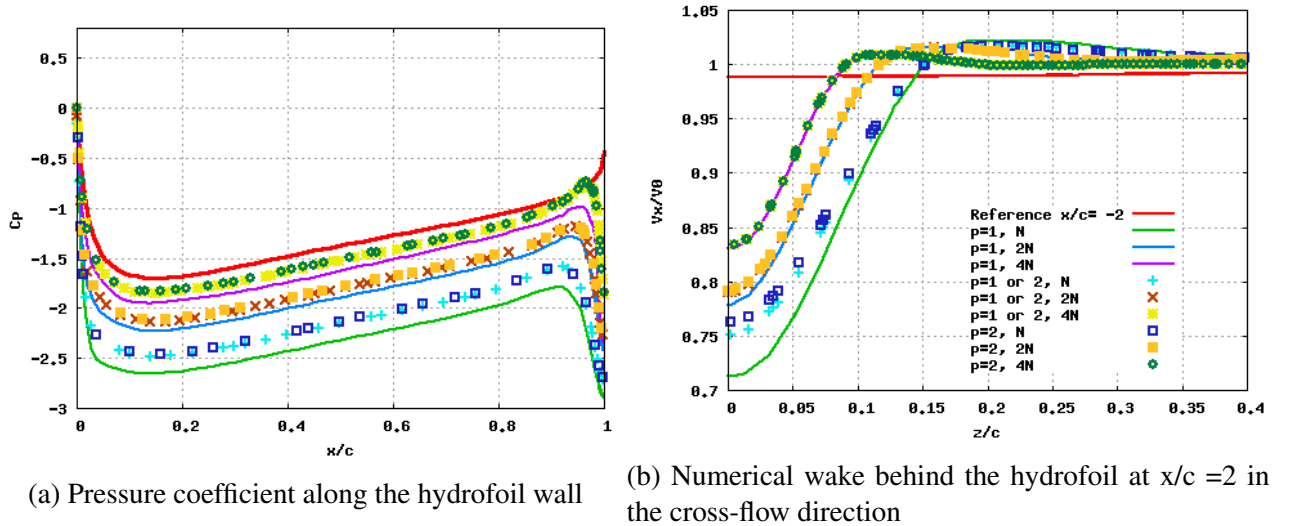 0.5
0
-0.5
-1
-1.5
-2
-2.5
-3
Cp
0
0.2
0.4
0.6
0.8
1
x/c
(a) Pressure coefficient along the hydrofoil wall
1.05
1
0.95
0.9
0.85
0.8
0.75
0.7
Vx/V0
Reference x/c= -2
p=1, N
p=1, 2N
p=1, 4N
p=1 or 2, N
p=1 or 2, 2N
p=1 or 2, 4N
p=2, N
p=2, 2N
p=2, 4N
0
0.05
0.1
0.15
0.2
0.25
0.3
0.35
0.4
z/c
(b) Numerical wake behind the hydrofoil at x/c =2 in
the cross-flow direction